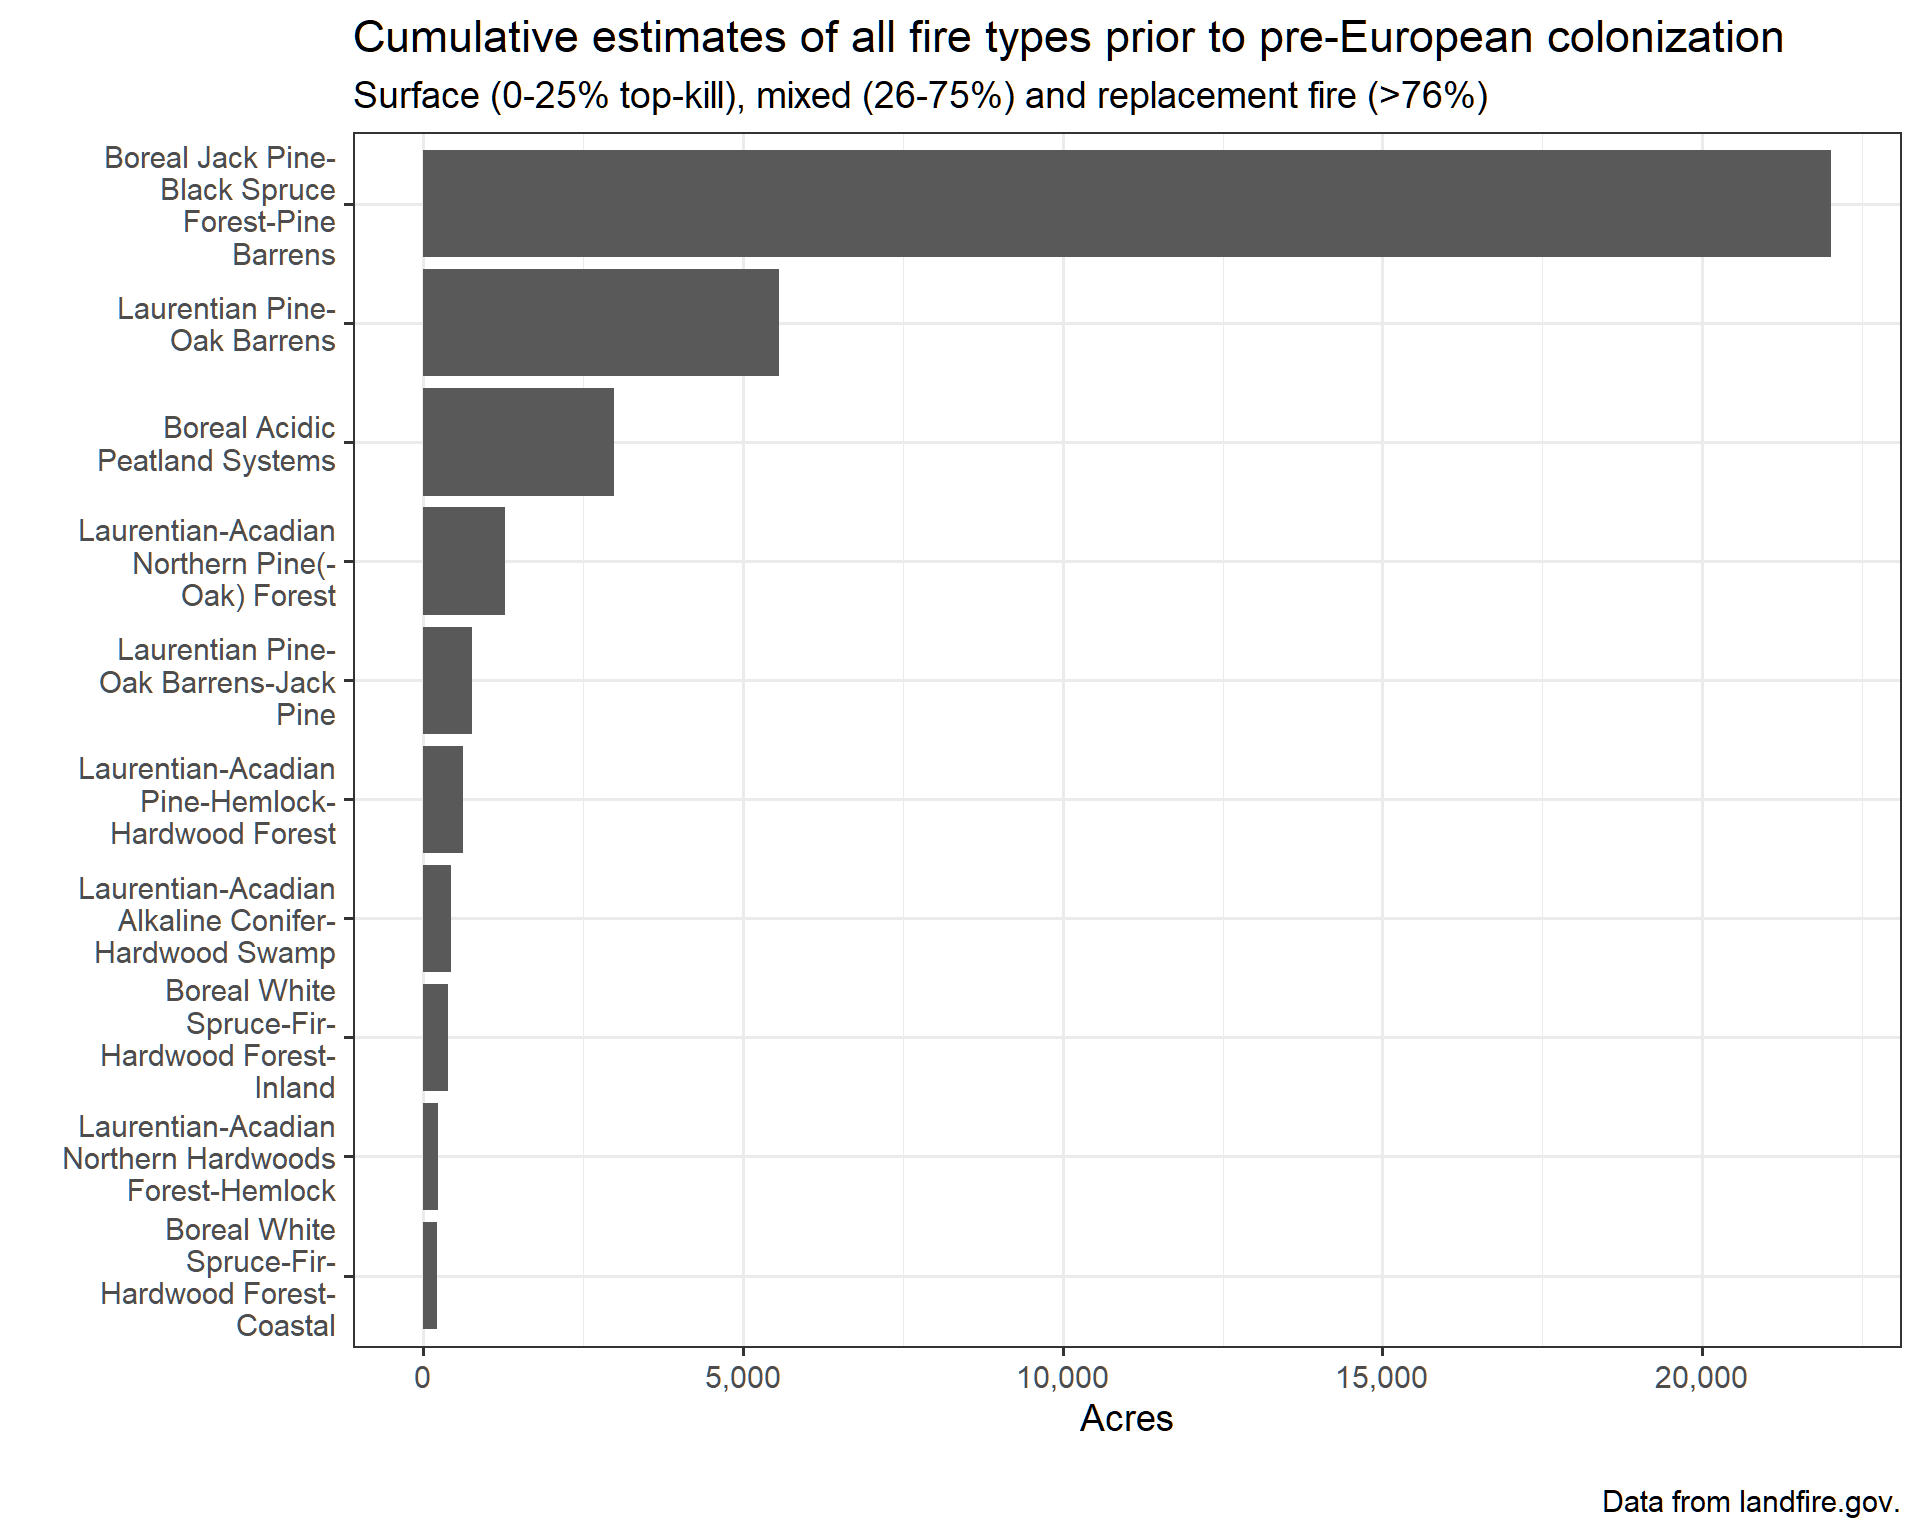 Cumulative estimates of all fire types prior to pre-European colonization
Surface (0-25% top-kill), mixed (26-75%) and replacement fire (>76%)
Boreal Jack Pine-
Black Spruce
Forest-Pine
Barrens
Laurentian Pine-
Oak Barrens
Boreal Acidic
Peatland Systems
Laurentian-Acadian
Northern Pine(-
Oak) Forest
Laurentian Pine-
Oak Barrens-Jack
Pine
Laurentian-Acadian
Pine-Hemlock-
Hardwood Forest
Laurentian-Acadian
Alkaline Conifer-
Hardwood Swamp
Boreal White
Spruce-Fir-
Hardwood Forest-
Inland
Laurentian-Acadian
Northern Hardwoods
Forest-Hemlock
Boreal White
Spruce-Fir-
Hardwood Forest-
Coastal
0 5,000 10,000 15,000 20,000
Acres
Data from landfire.gov.